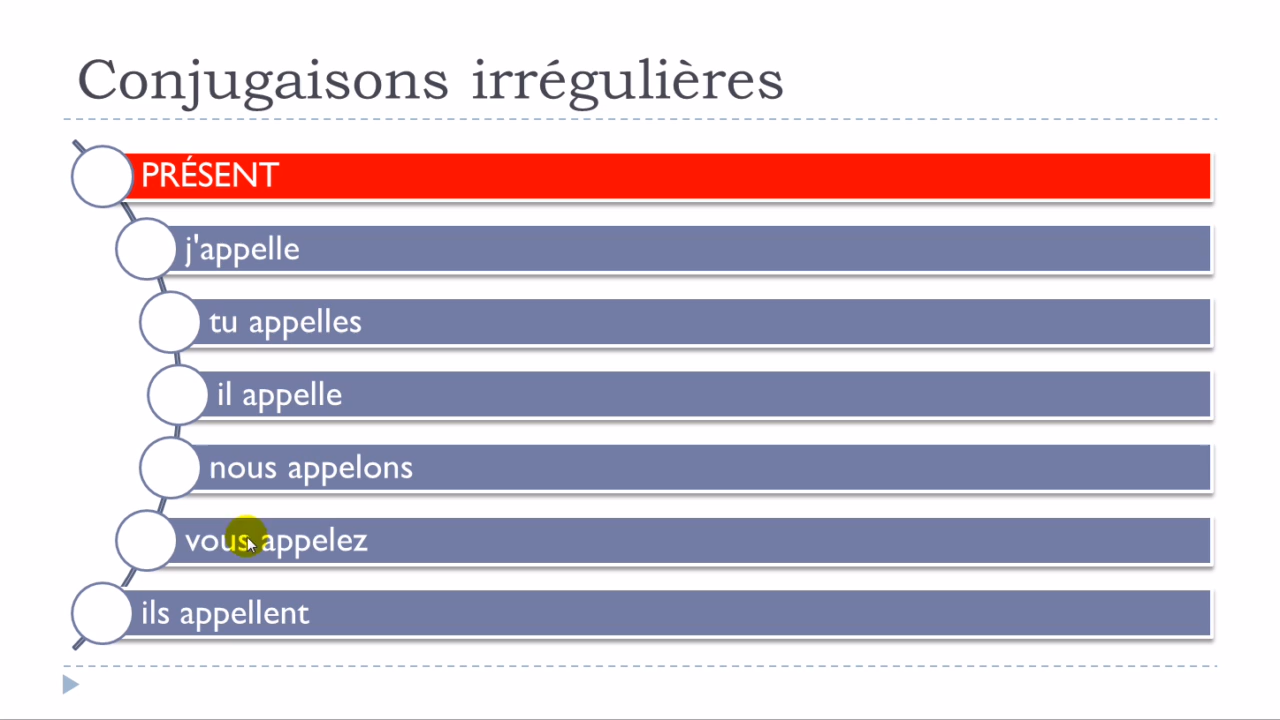 Conjugaisons irrégulières
PRÉSENT
j'appelle
tu appelles
il appelle
nous appelons
vous appelez
ils appellent